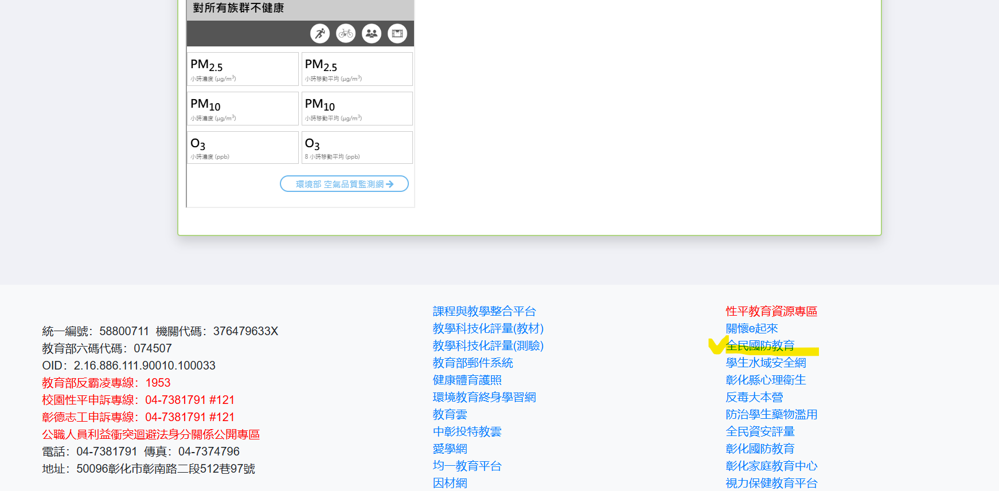 對所有族群不健康
PM2.5
小時濃度 (μg/m3)
PM2.5
小時移動平均 (μg/m3)
PM10
小時濃度 (μg/m3)
PM10
小時移動平均 (μg/m3)
O3
小時濃度 (ppb)
O3
8 小時移動平均 (ppb)
環境部 空氣品質監測網
統一編號：58800711 機關代碼：376479633X
教育部六碼代碼：074507
OID：2.16.886.111.90010.100033
教育部反霸凌專線：1953
校園性平申訴專線：04-7381791 #121
彰德志工申訴專線：04-7381791 #121
公職人員利益衝突迴避法身分關係公開專區
電話：04-7381791 傳真：04-7374796
地址：50096彰化市彰南路二段512巷97號
課程與教學整合平台
教學科技化評量(教材)
教學科技化評量(測驗)
教育部郵件系統
健康體育護照
環境教育終身學習網
教育雲
中彰投特教雲
愛學網
均一教育平台
因材網
性平教育資源專區
關懷e起來
全民國防教育
學生水域安全網
彰化縣心理衛生
反毒大本營
防治學生藥物濫用
全民資安評量
彰化國防教育
彰化家庭教育中心
視力保健教育平台